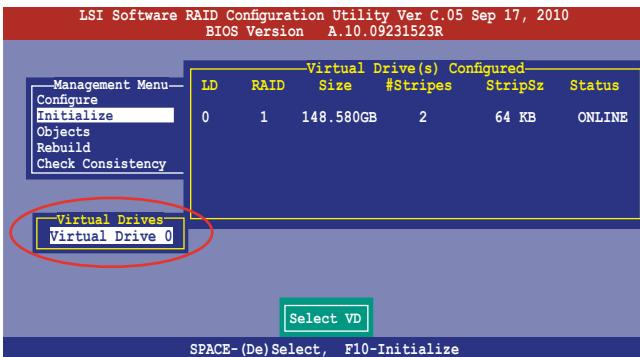 LSI Software RAID Configuration Utility Ver C.05 Sep 17, 2010
BIOS Version A.10.09231523R
Virtual Drive(s) Configured
LD RAID Size #Stripes StripSz Status
0 1 148.580GB 2 64 KB ONLINE
Management Menu
Configure
Initialize
Objects
Rebuild
Check Consistency
Virtual Drives
Virtual Drive 0
Select VD
SPACE-(De)Select, F10-Initialize